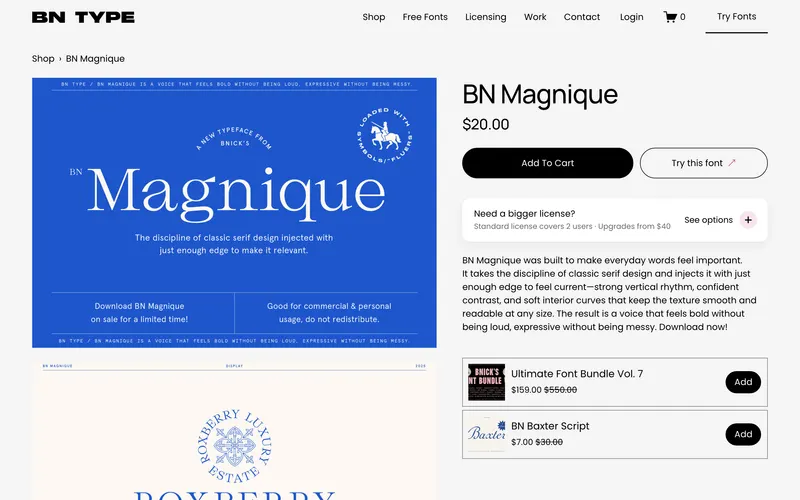 BN TYPE
Shop
Free Fonts
Licensing
Work
Contact
Login
0
Try Fonts
Shop › BN Magnique
BN TYPE / BN MAGNIQUE IS A VOICE THAT FEELS BOLD WITHOUT BEING LOUD, EXPRESSIVE WITHOUT BEING MESSY.
LOADED WITH
SYMBOLS/FLUERS
A NEW TYPEFACE FROM
BNICK'S
BN
Magnique
The discipline of classic serif design injected with
just enough edge to make it relevant.
Download BN Magnique
on sale for a limited time!
Good for commercial & personal
usage, do not redistribute.
BN TYPE / BN MAGNIQUE IS A VOICE THAT FEELS BOLD WITHOUT BEING LOUD, EXPRESSIVE WITHOUT BEING MESSY.
BN MAGNIQUE
DISPLAY
ROXBERRY LUXURY
ESTATE
ROXBERRY
BN Magnique
$20.00
Add To Cart
Try this font ↗
Need a bigger license?
Standard license covers 2 users · Upgrades from $40
See options +
BN Magnique was built to make everyday words feel important.
It takes the discipline of classic serif design and injects it with just
enough edge to feel current—strong vertical rhythm, confident
contrast, and soft interior curves that keep the texture smooth and
readable at any size. The result is a voice that feels bold without
being loud, expressive without being messy. Download now!
BNICK'S
NT BUNDLE
Ultimate Font Bundle Vol. 7
$159.00 $550.00
Add
Baxter
BN Baxter Script
$7.00 $30.00
Add